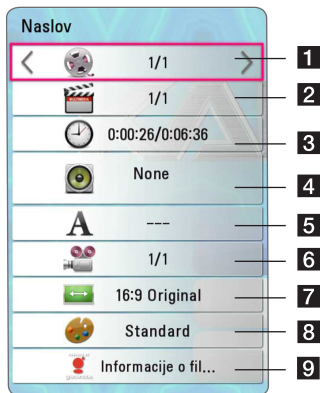 Naslov
1/1
1
1/1
2
0:00:26/0:06:36
3
None
4
A
---
5
1/1
6
16:9 Original
7
Standard
8
Informacije o fil...
9